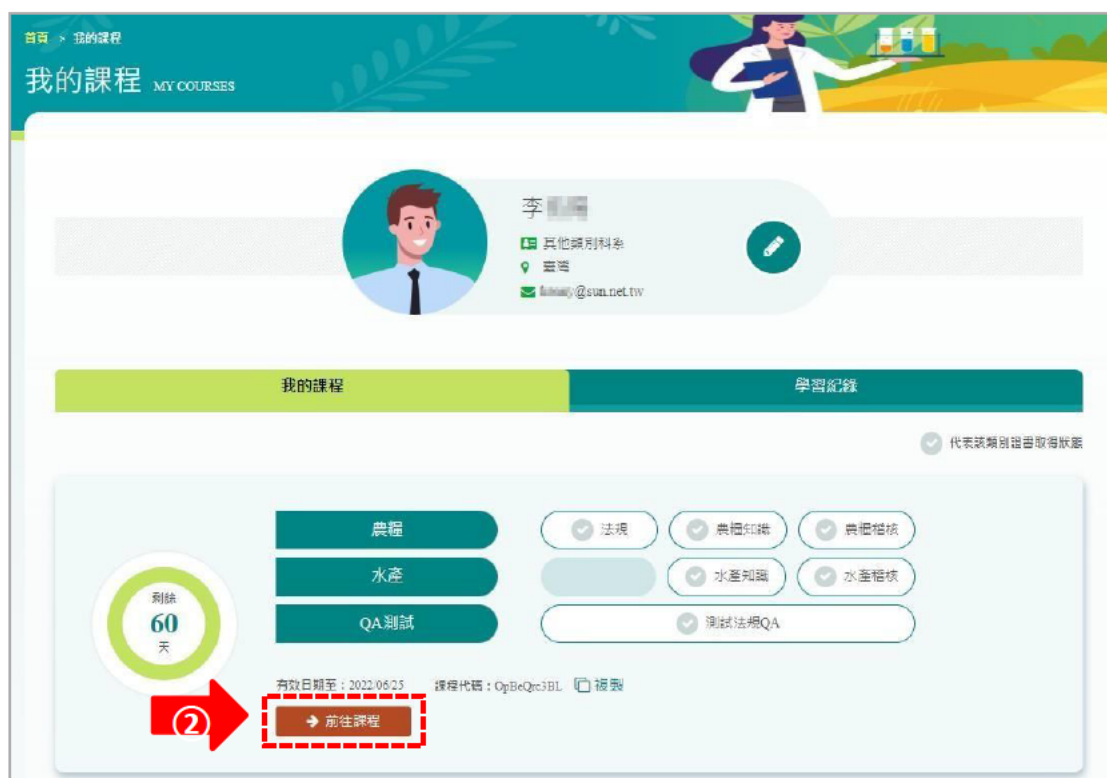 首頁 > 我的課程
我的課程 MY COURSES
李
其他類別科系
臺灣
@sun.net.tw
我的課程 學習紀錄
代表該類別證書取得狀態
農糧 法規 農糧知識 農糧稽核
水產 水產知識 水產稽核
QA測試 測試法規QA
剩餘
60
天
有效日期至：2022/06/25 課程代碼：OpBeQrc3BL 複製
② 前往課程